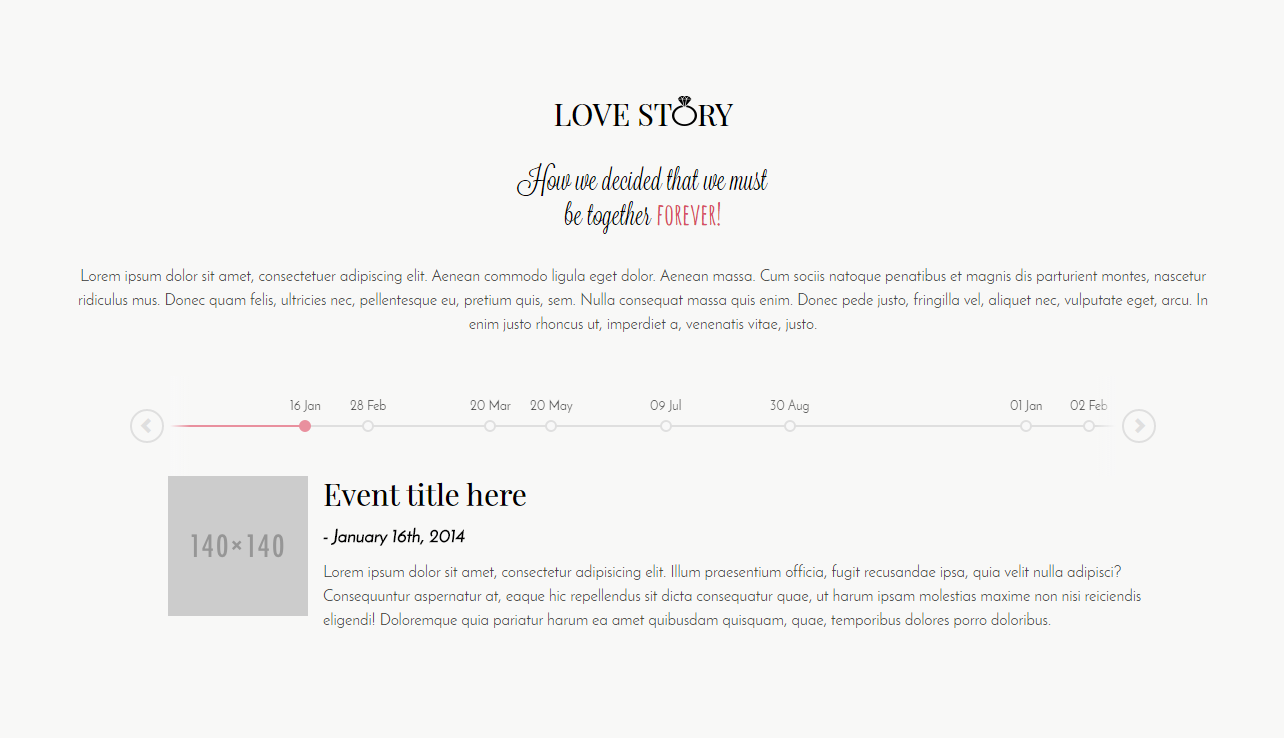 LOVE STORY
How we decided that we must
be together FOREVER!
Lorem ipsum dolor sit amet, consectetuer adipiscing elit. Aenean commodo ligula eget dolor. Aenean massa. Cum sociis natoque penatibus et magnis dis parturient montes, nascetur
ridiculus mus. Donec quam felis, ultricies nec, pellentesque eu, pretium quis, sem. Nulla consequat massa quis enim. Donec pede justo, fringilla vel, aliquet nec, vulputate eget, arcu. In
enim justo rhoncus ut, imperdiet a, venenatis vitae, justo.
16 Jan 28 Feb 20 Mar 20 May 09 Jul 30 Aug 01 Jan 02 Feb
Event title here
- January 16th, 2014
140×140
Lorem ipsum dolor sit amet, consectetur adipisicing elit. Illum praesentium officia, fugit recusandae ipsa, quia velit nulla adipisci?
Consequuntur aspernatur at, eaque hic repellendus sit dicta consequatur quae, ut harum ipsam molestias maxime non nisi reiciendis
eligendi! Doloremque quia pariatur harum ea amet quibusdam quisquam, quae, temporibus dolores porro doloribus.